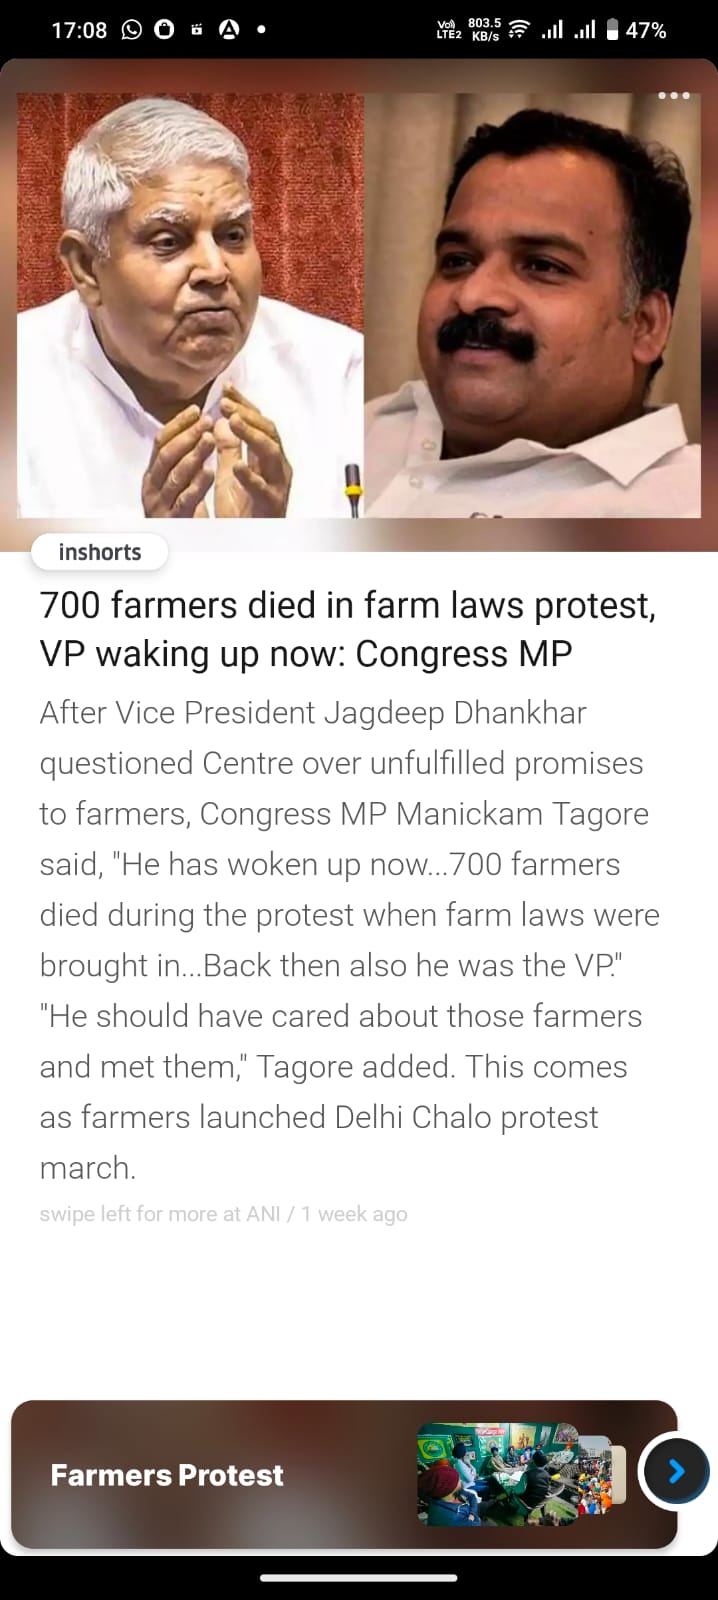 17:08
Vo))
LTE2
803.5
KB/s
47%
inshorts
700 farmers died in farm laws protest,
VP waking up now: Congress MP
After Vice President Jagdeep Dhankhar
questioned Centre over unfulfilled promises
to farmers, Congress MP Manickam Tagore
said, "He has woken up now...700 farmers
died during the protest when farm laws were
brought in...Back then also he was the VP."
"He should have cared about those farmers
and met them," Tagore added. This comes
as farmers launched Delhi Chalo protest
march.
swipe left for more at ANI / 1 week ago
Farmers Protest